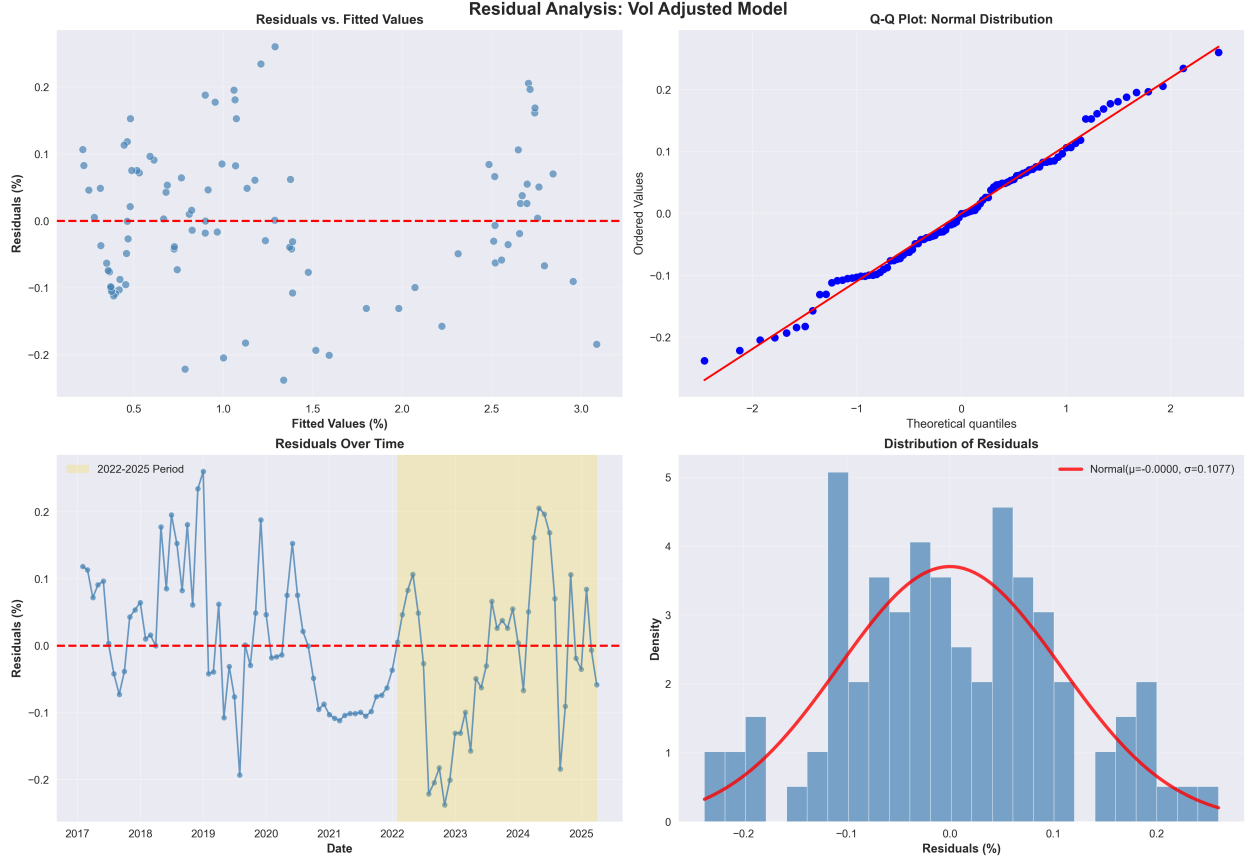 Residual Analysis: Vol Adjusted Model
Residuals vs. Fitted Values
Residuals (%)
0.2
0.1
0.0
−0.1
−0.2
0.5 1.0 1.5 2.0 2.5 3.0
Fitted Values (%)
Q-Q Plot: Normal Distribution
Ordered Values
0.2
0.1
0.0
−0.1
−0.2
−2 −1 0 1 2
Theoretical quantiles
Residuals Over Time
2022-2025 Period
Residuals (%)
0.2
0.1
0.0
−0.1
−0.2
2017 2018 2019 2020 2021 2022 2023 2024 2025
Date
Distribution of Residuals
Normal(μ=-0.0000, σ=0.1077)
Density
5
4
3
2
1
0
−0.2 −0.1 0.0 0.1 0.2
Residuals (%)